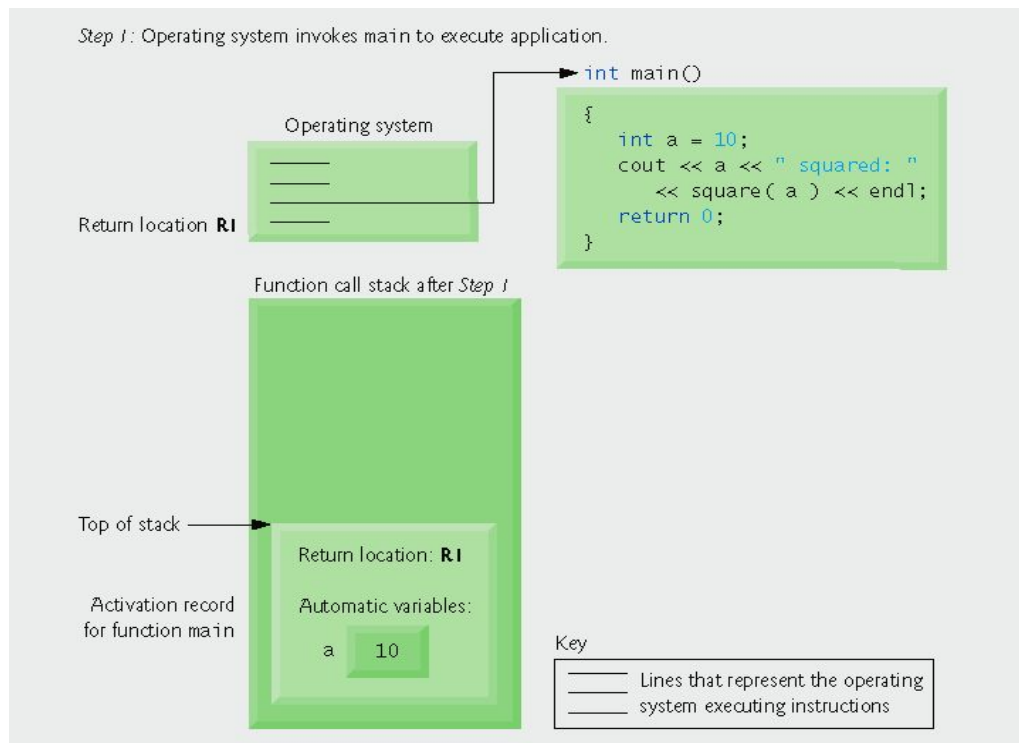 Step 1: Operating system invokes main to execute application.
int main()
Operating system
{
int a = 10;
cout << a << " squared: "
<< square( a ) << endl;
return 0;
}
Return location R1
Function call stack after Step 1
Top of stack
Return location: R1
Activation record
for function main
Automatic variables:
a 10
Key
Lines that represent the operating
system executing instructions